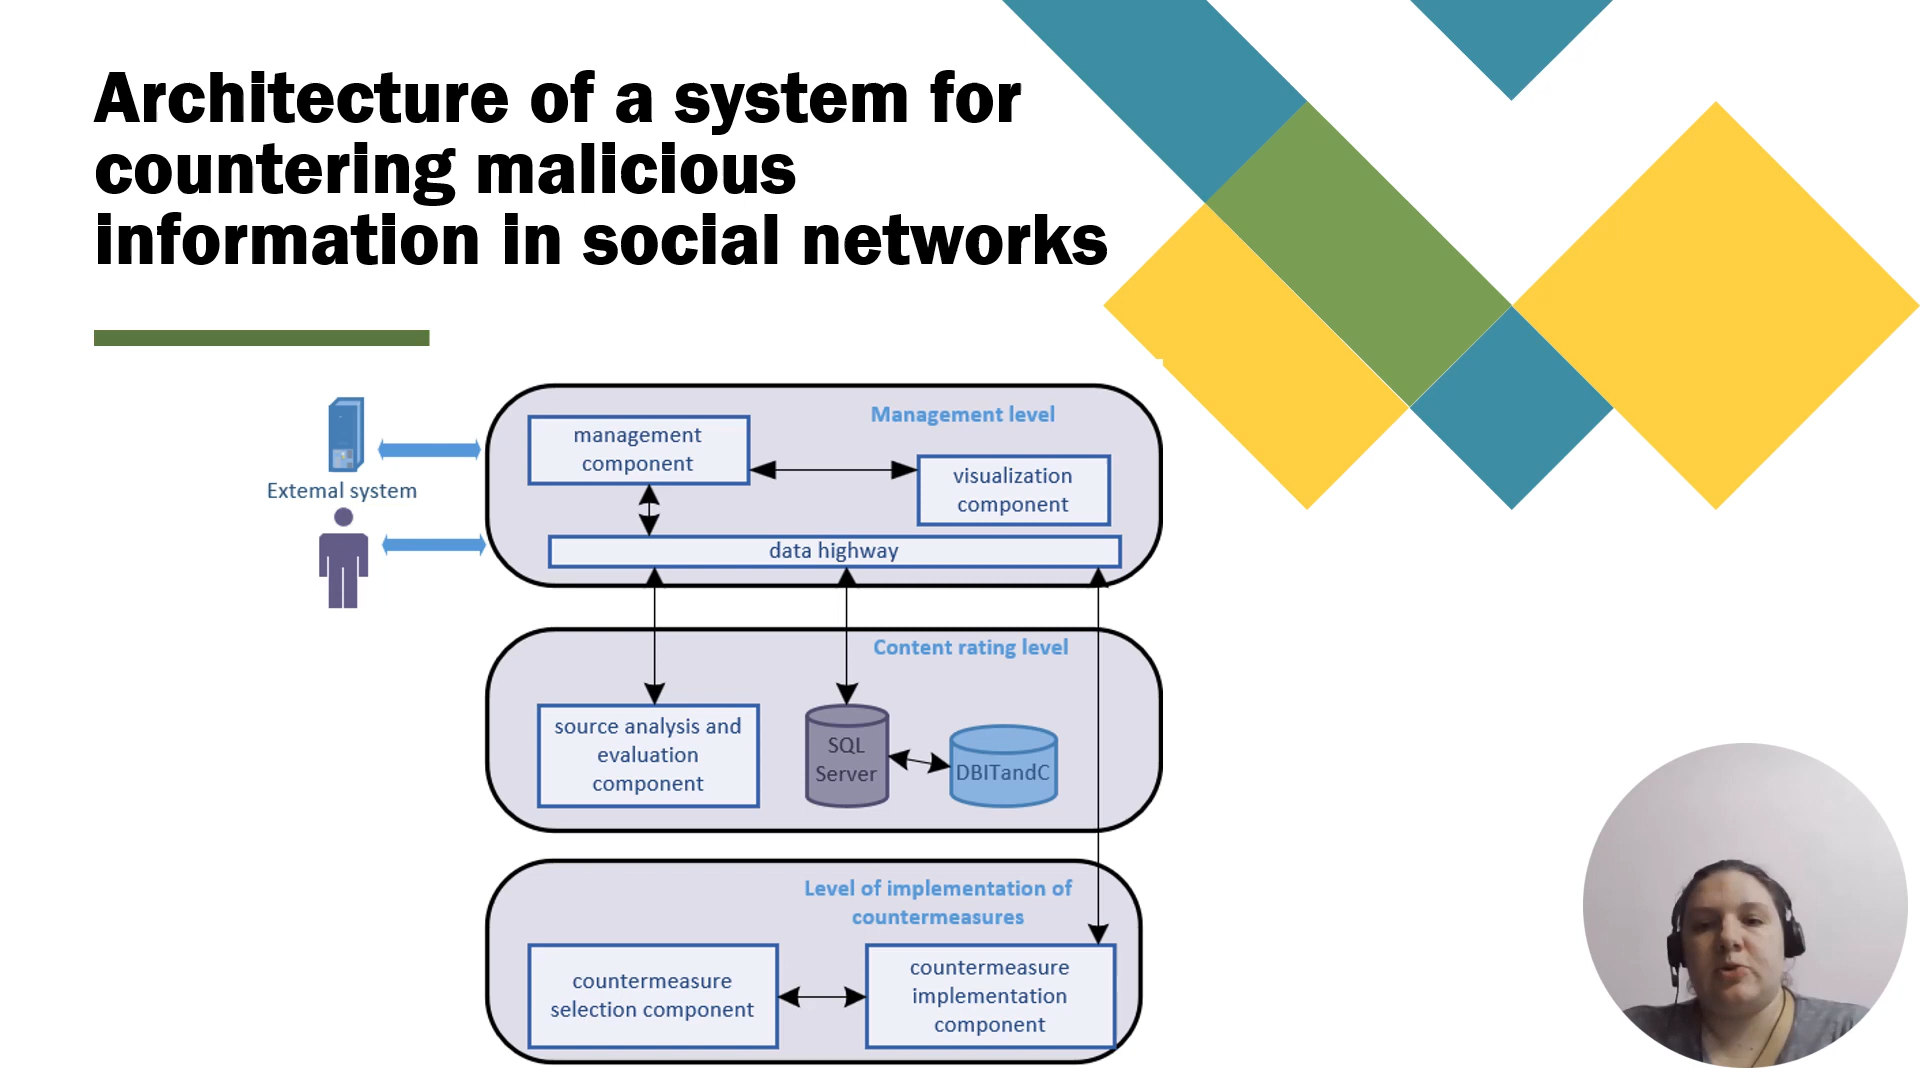 Architecture of a system for
countering malicious
information in social networks
Management level
management
component
visualization
component
External system
data highway
Content rating level
source analysis and
evaluation
component
SQL
Server
DBITandC
Level of implementation of
countermeasures
countermeasure
selection component
countermeasure
implementation
component